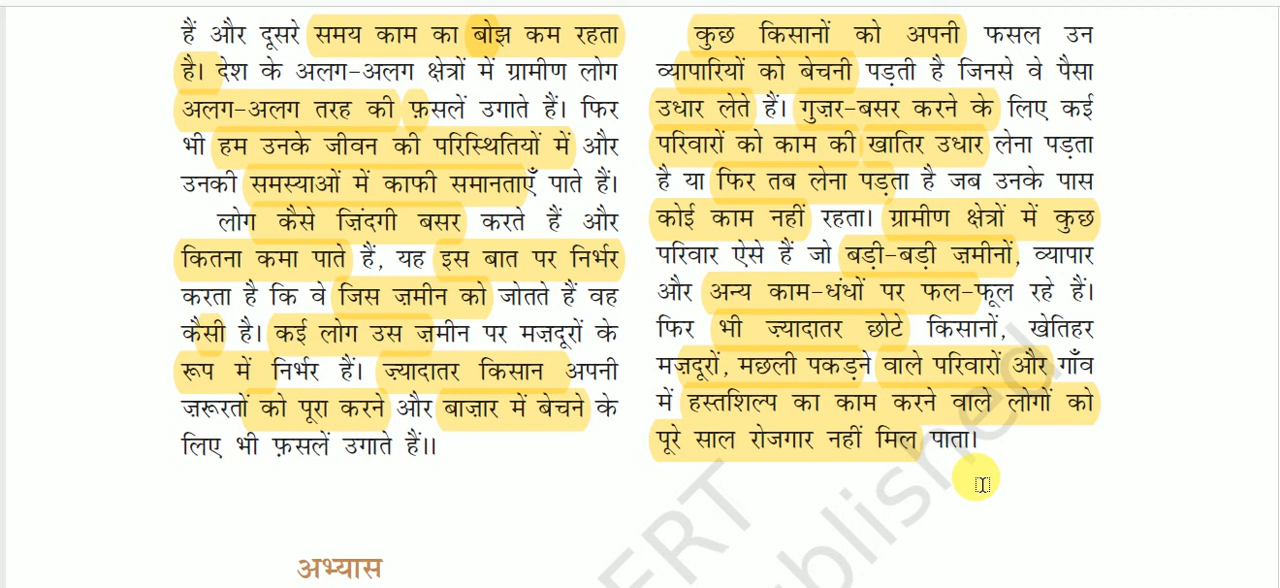 हैं और दूसरे समय काम का बोझ कम रहता
है। देश के अलग-अलग क्षेत्रों में ग्रामीण लोग
अलग-अलग तरह की फ़सलें उगाते हैं। फिर
भी हम उनके जीवन की परिस्थितियों में और
उनकी समस्याओं में काफी समानताएँ पाते हैं।
लोग कैसे ज़िंदगी बसर करते हैं और
कितना कमा पाते हैं, यह इस बात पर निर्भर
करता है कि वे जिस ज़मीन को जोतते हैं वह
कैसी है। कई लोग उस ज़मीन पर मज़दूरों के
रूप में निर्भर हैं। ज़्यादातर किसान अपनी
ज़रूरतों को पूरा करने और बाज़ार में बेचने के
लिए भी फ़सलें उगाते हैं।।
कुछ किसानों को अपनी फसल उन
व्यापारियों को बेचनी पड़ती है जिनसे वे पैसा
उधार लेते हैं। गुज़र-बसर करने के लिए कई
परिवारों को काम की खातिर उधार लेना पड़ता
है या फिर तब लेना पड़ता है जब उनके पास
कोई काम नहीं रहता। ग्रामीण क्षेत्रों में कुछ
परिवार ऐसे हैं जो बड़ी-बड़ी ज़मीनों, व्यापार
और अन्य काम-धंधों पर फल-फूल रहे हैं।
फिर भी ज़्यादातर छोटे किसानों, खेतिहर
मज़दूरों, मछली पकड़ने वाले परिवारों और गाँव
में हस्तशिल्प का काम करने वाले लोगों को
पूरे साल रोजगार नहीं मिल पाता।
अभ्यास